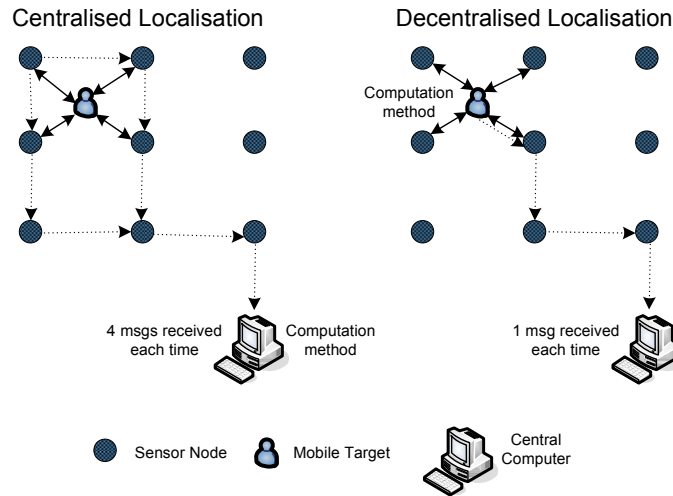 Centralised Localisation
Decentralised Localisation
Computation
method
4 msgs received
each time
Computation
method
1 msg received
each time
Sensor Node
Mobile Target
Central
Computer